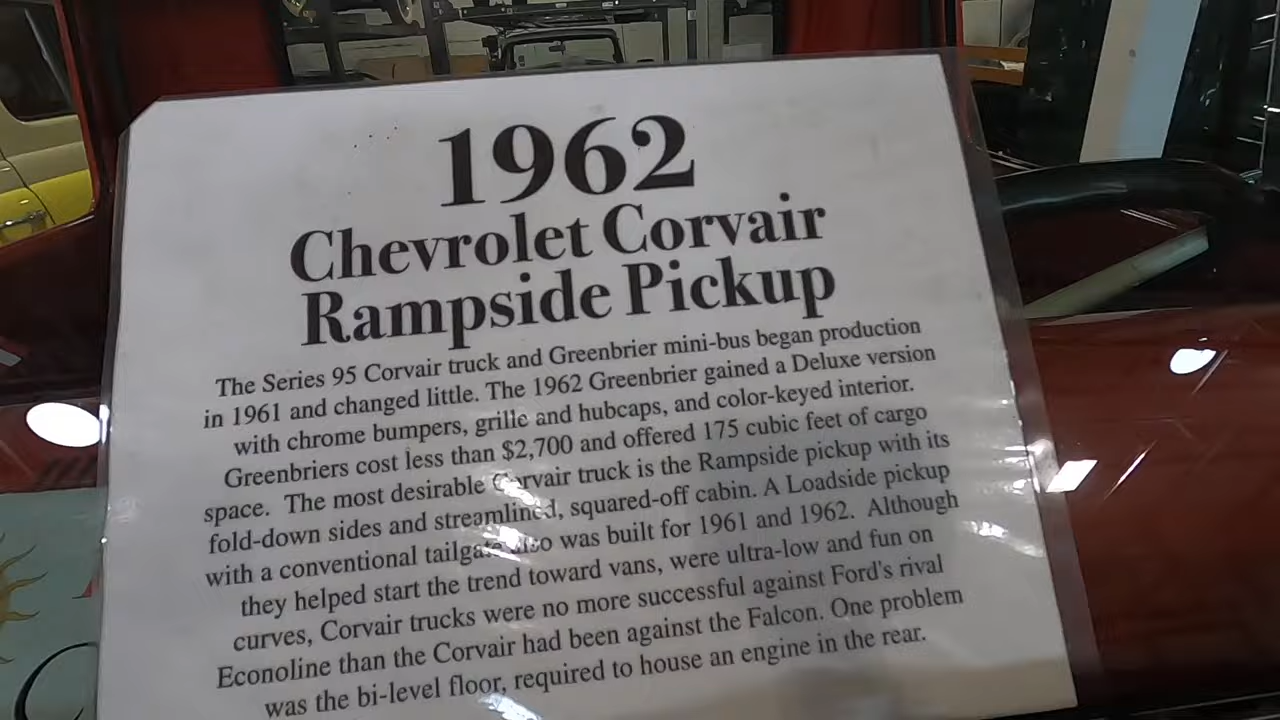 1962
Chevrolet Corvair
Rampside Pickup
The Series 95 Corvair truck and Greenbrier mini-bus began production
in 1961 and changed little. The 1962 Greenbrier gained a Deluxe version
with chrome bumpers, grille and hubcaps, and color-keyed interior.
Greenbriers cost less than $2,700 and offered 175 cubic feet of cargo
space. The most desirable Corvair truck is the Rampside pickup with its
fold-down sides and streamlined, squared-off cabin. A Loadside pickup
with a conventional tailgate also was built for 1961 and 1962. Although
they helped start the trend toward vans, were ultra-low and fun on
curves, Corvair trucks were no more successful against Ford's rival
Econoline than the Corvair had been against the Falcon. One problem
was the bi-level floor, required to house an engine in the rear.